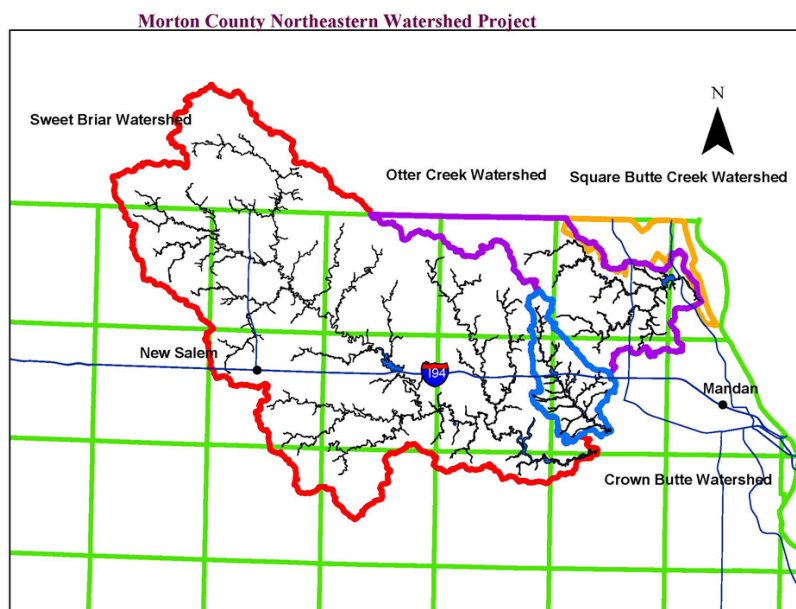 Morton County Northeastern Watershed Project
N
Sweet Briar Watershed
Otter Creek Watershed
Square Butte Creek Watershed
New Salem
I94
Mandan
Crown Butte Watershed